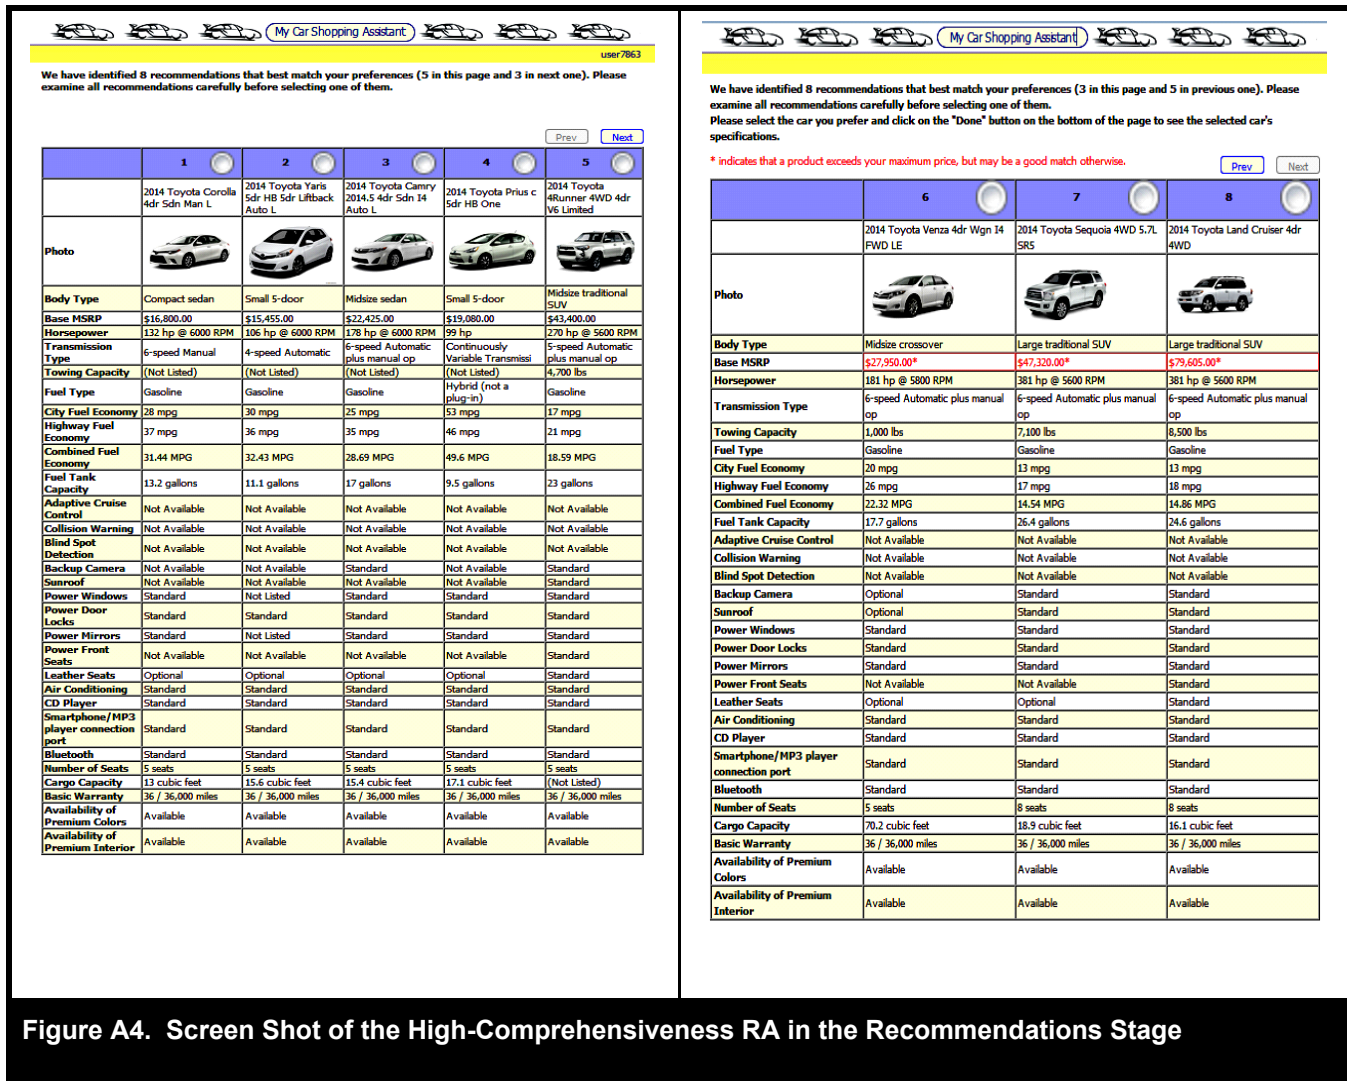 My Car Shopping Assistant
user7863
We have identified 8 recommendations that best match your preferences (5 in this page and 3 in next one). Please
examine all recommendations carefully before selecting one of them.
Prev Next
1 2 3 4 5
2014 Toyota Corolla 4dr Sdn Man L 2014 Toyota Yaris 5dr HB 5dr Liftback Auto L 2014 Toyota Camry 2014.5 4dr Sdn I4 Auto L 2014 Toyota Prius c 5dr HB One 2014 Toyota 4Runner 4WD 4dr V6 Limited
Photo
Body Type Compact sedan Small 5-door Midsize sedan Small 5-door Midsize traditional SUV
Base MSRP $16,800.00 $15,455.00 $22,425.00 $19,080.00 $43,400.00
Horsepower 132 hp @ 6000 RPM 106 hp @ 6000 RPM 178 hp @ 6000 RPM 99 hp 270 hp @ 5600 RPM
Transmission Type 6-speed Manual 4-speed Automatic 6-speed Automatic plus manual op Continuously Variable Transmissi 5-speed Automatic plus manual op
Towing Capacity (Not Listed) (Not Listed) (Not Listed) (Not Listed) 4,700 lbs
Fuel Type Gasoline Gasoline Gasoline Hybrid (not a plug-in) Gasoline
City Fuel Economy 28 mpg 30 mpg 25 mpg 53 mpg 17 mpg
Highway Fuel Economy 37 mpg 36 mpg 35 mpg 46 mpg 21 mpg
Combined Fuel Economy 31.44 MPG 32.43 MPG 28.69 MPG 49.6 MPG 18.59 MPG
Fuel Tank Capacity 13.2 gallons 11.1 gallons 17 gallons 9.5 gallons 23 gallons
Adaptive Cruise Control Not Available Not Available Not Available Not Available Not Available
Collision Warning Not Available Not Available Not Available Not Available Not Available
Blind Spot Detection Not Available Not Available Not Available Not Available Not Available
Backup Camera Not Available Not Available Standard Not Available Standard
Sunroof Not Available Not Available Not Available Not Available Standard
Power Windows Standard Not Listed Standard Standard Standard
Power Door Locks Standard Standard Standard Standard Standard
Power Mirrors Standard Not Listed Standard Standard Standard
Power Front Seats Not Available Not Available Not Available Not Available Standard
Leather Seats Optional Optional Optional Optional Standard
Air Conditioning Standard Standard Standard Standard Standard
CD Player Standard Standard Standard Standard Standard
Smartphone/MP3 player connection port Standard Standard Standard Standard Standard
Bluetooth Standard Standard Standard Standard Standard
Number of Seats 5 seats 5 seats 5 seats 5 seats 5 seats
Cargo Capacity 13 cubic feet 15.6 cubic feet 15.4 cubic feet 17.1 cubic feet (Not Listed)
Basic Warranty 36 / 36,000 miles 36 / 36,000 miles 36 / 36,000 miles 36 / 36,000 miles 36 / 36,000 miles
Availability of Premium Colors Available Available Available Available Available
Availability of Premium Interior Available Available Available Available Available
My Car Shopping Assistant
We have identified 8 recommendations that best match your preferences (3 in this page and 5 in previous one). Please
examine all recommendations carefully before selecting one of them.
Please select the car you prefer and click on the "Done" button on the bottom of the page to see the selected car's
specifications.
* indicates that a product exceeds your maximum price, but may be a good match otherwise.
Prev Next
6 7 8
2014 Toyota Venza 4dr Wgn I4 FWD LE 2014 Toyota Sequoia 4WD 5.7L SR5 2014 Toyota Land Cruiser 4dr 4WD
Photo
Body Type Midsize crossover Large traditional SUV Large traditional SUV
Base MSRP $27,950.00* $47,320.00* $79,605.00*
Horsepower 181 hp @ 5800 RPM 381 hp @ 5600 RPM 381 hp @ 5600 RPM
Transmission Type 6-speed Automatic plus manual op 6-speed Automatic plus manual op 6-speed Automatic plus manual op
Towing Capacity 1,000 lbs 7,100 lbs 8,500 lbs
Fuel Type Gasoline Gasoline Gasoline
City Fuel Economy 20 mpg 13 mpg 13 mpg
Highway Fuel Economy 26 mpg 17 mpg 18 mpg
Combined Fuel Economy 22.32 MPG 14.54 MPG 14.86 MPG
Fuel Tank Capacity 17.7 gallons 26.4 gallons 24.6 gallons
Adaptive Cruise Control Not Available Not Available Not Available
Collision Warning Not Available Not Available Not Available
Blind Spot Detection Not Available Not Available Not Available
Backup Camera Optional Standard Standard
Sunroof Optional Standard Standard
Power Windows Standard Standard Standard
Power Door Locks Standard Standard Standard
Power Mirrors Standard Standard Standard
Power Front Seats Not Available Not Available Standard
Leather Seats Optional Optional Standard
Air Conditioning Standard Standard Standard
CD Player Standard Standard Standard
Smartphone/MP3 player connection port Standard Standard Standard
Bluetooth Standard Standard Standard
Number of Seats 5 seats 8 seats 8 seats
Cargo Capacity 70.2 cubic feet 18.9 cubic feet 16.1 cubic feet
Basic Warranty 36 / 36,000 miles 36 / 36,000 miles 36 / 36,000 miles
Availability of Premium Colors Available Available Available
Availability of Premium Interior Available Available Available
Figure A4. Screen Shot of the High-Comprehensiveness RA in the Recommendations Stage